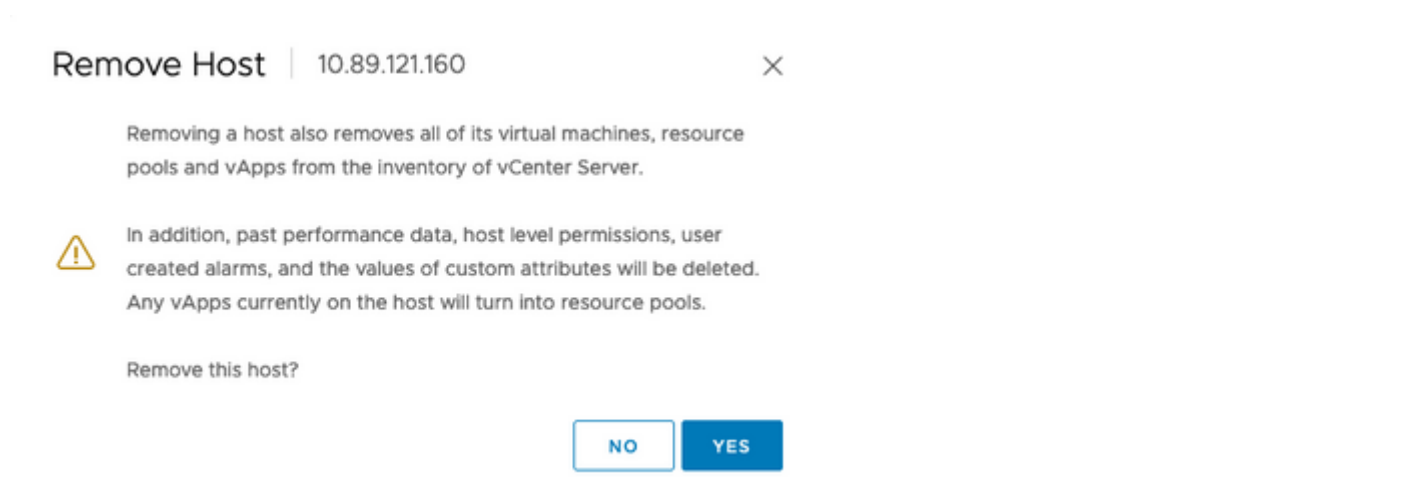 Remove Host 10.89.121.160
Removing a host also removes all of its virtual machines, resource
pools and vApps from the inventory of vCenter Server.
In addition, past performance data, host level permissions, user
created alarms, and the values of custom attributes will be deleted.
Any vApps currently on the host will turn into resource pools.
Remove this host?
NO YES